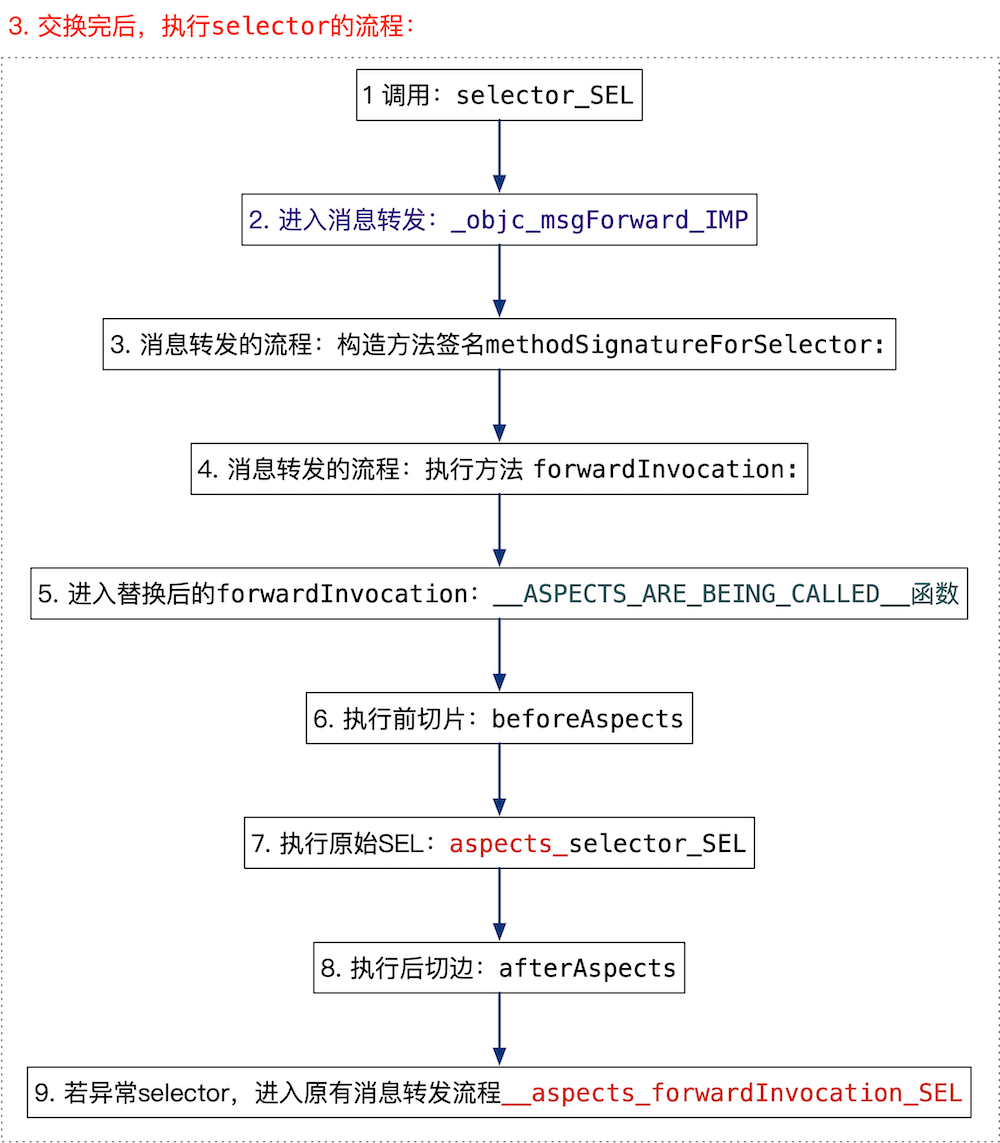 3. 交换完后，执行selector的流程：
1 调用：selector_SEL
2. 进入消息转发：_objc_msgForward_IMP
3. 消息转发的流程：构造方法签名methodSignatureForSelector:
4. 消息转发的流程：执行方法 forwardInvocation:
5. 进入替换后的forwardInvocation：__ASPECTS_ARE_BEING_CALLED__函数
6. 执行前切片：beforeAspects
7. 执行原始SEL：aspects_selector_SEL
8. 执行后切边：afterAspects
9. 若异常selector，进入原有消息转发流程__aspects_forwardInvocation_SEL